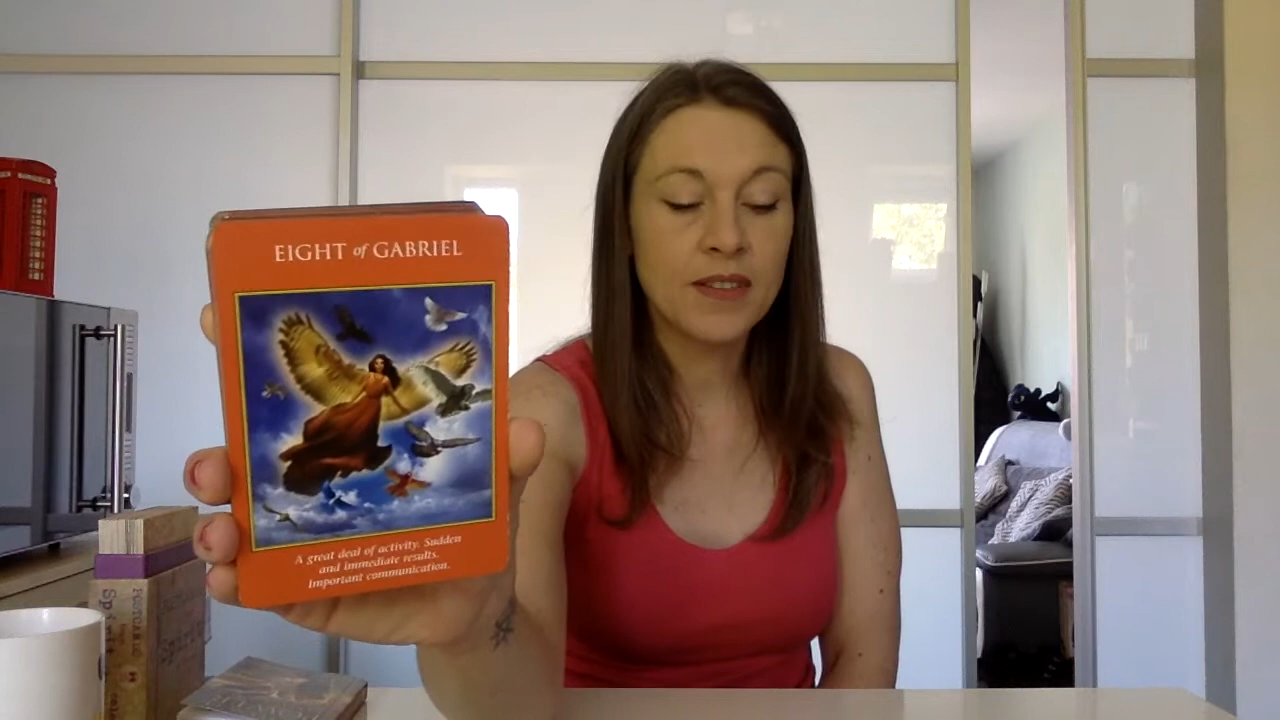 EIGHT of GABRIEL
A great deal of activity. Sudden
and immediate results.
Important communication.